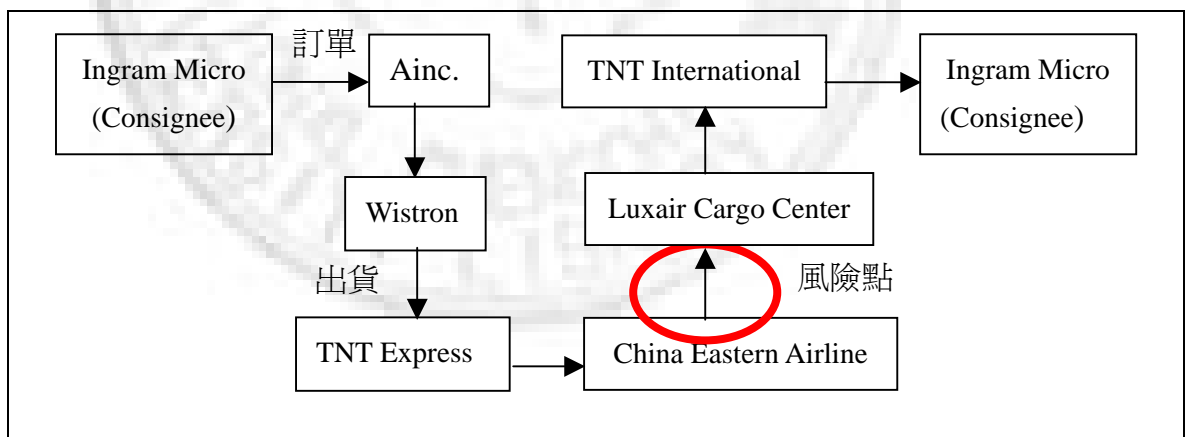 Ingram Micro
(Consignee)
訂單
Ainc.
Wistron
出貨
TNT Express
China Eastern Airline
風險點
Luxair Cargo Center
TNT International
Ingram Micro
(Consignee)